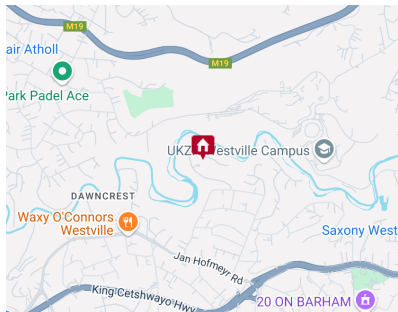 M19
air Atholl
M19
Park Padel Ace
UKZN Westville Campus
DAWNCREST
Waxy O'Connors
Westville
Saxony West
Jan Hofmeyr Rd
King Cetshwayo Hwy
20 ON BARHAM